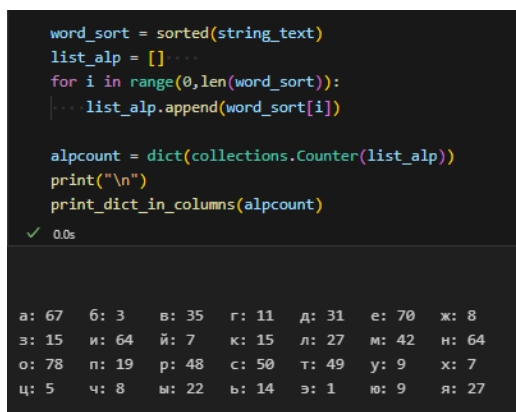 word_sort = sorted(string_text)
list_alp = []
for i in range(0,len(word_sort)):
    list_alp.append(word_sort[i])
alpcount = dict(collections.Counter(list_alp))
print("\n")
print_dict_in_columns(alpcount)
✓ 0.0s
а: 67 б: 3 в: 35 г: 11 д: 31 е: 70 ж: 8
з: 15 и: 64 й: 7 к: 15 л: 27 м: 42 н: 64
о: 78 п: 19 р: 48 с: 50 т: 49 у: 9 х: 7
ц: 5 ч: 8 ы: 22 ь: 14 э: 1 ю: 9 я: 27